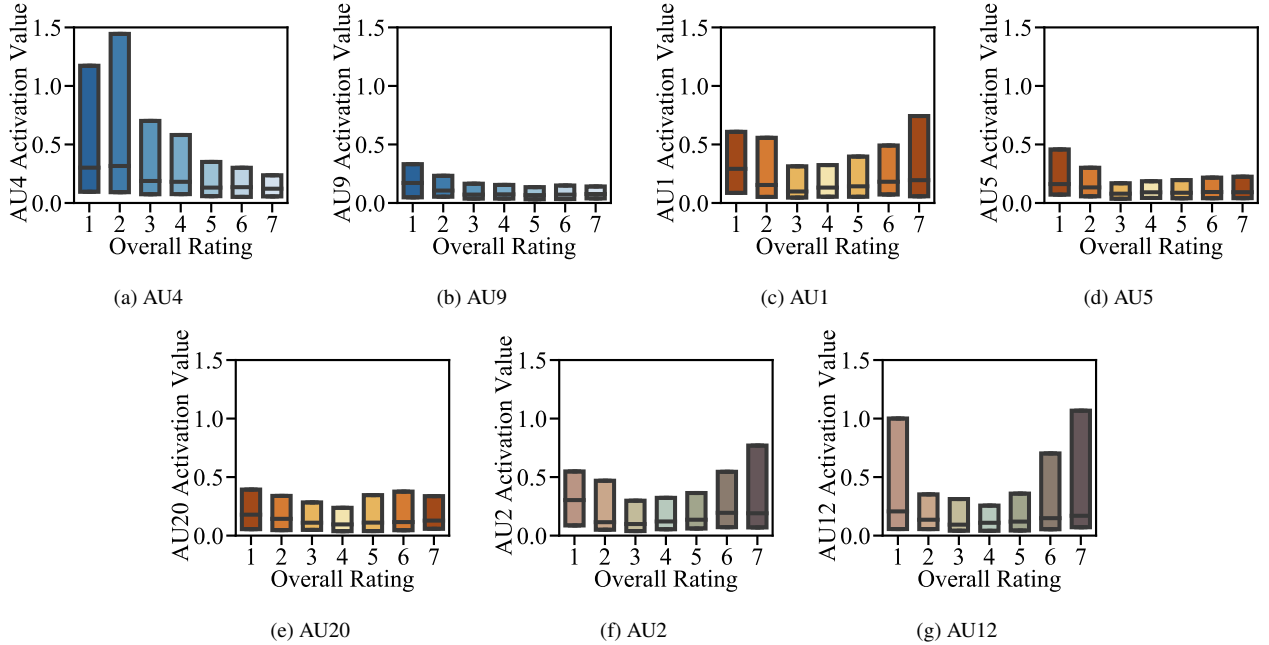 AU4 Activation Value
1.5
1.0
0.5
0.0
1 2 3 4 5 6 7
Overall Rating
(a) AU4
AU9 Activation Value
1.5
1.0
0.5
0.0
1 2 3 4 5 6 7
Overall Rating
(b) AU9
AU1 Activation Value
1.5
1.0
0.5
0.0
1 2 3 4 5 6 7
Overall Rating
(c) AU1
AU5 Activation Value
1.5
1.0
0.5
0.0
1 2 3 4 5 6 7
Overall Rating
(d) AU5
AU20 Activation Value
1.5
1.0
0.5
0.0
1 2 3 4 5 6 7
Overall Rating
(e) AU20
AU2 Activation Value
1.5
1.0
0.5
0.0
1 2 3 4 5 6 7
Overall Rating
(f) AU2
AU12 Activation Value
1.5
1.0
0.5
0.0
1 2 3 4 5 6 7
Overall Rating
(g) AU12